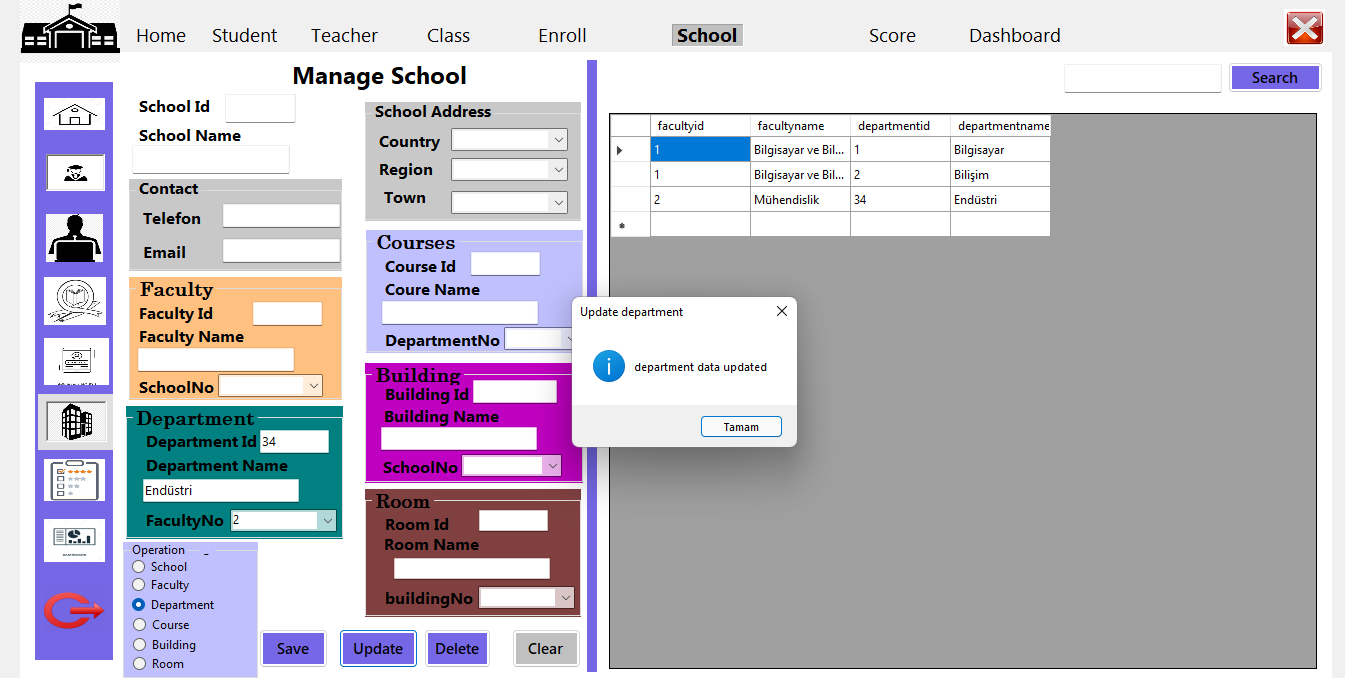 Home Student Teacher Class Enroll School Score Dashboard
Manage School
Search
School Id
School Name
Contact
Telefon
Email
School Address
Country
Region
Town
Faculty
Faculty Id
Faculty Name
SchoolNo
Courses
Course Id
Coure Name
DepartmentNo
Department
Department Id 34
Department Name
Endüstri
FacultyNo 2
Building
Building Id
Building Name
SchoolNo
Room
Room Id
Room Name
buildingNo
Operation _
School
Faculty
Department
Course
Building
Room
Save Update Delete Clear
facultyid facultyname departmentid departmentname
1 Bilgisayar ve Bil... 1 Bilgisayar
1 Bilgisayar ve Bil... 2 Bilişim
2 Mühendislik 34 Endüstri
Update department
department data updated
Tamam